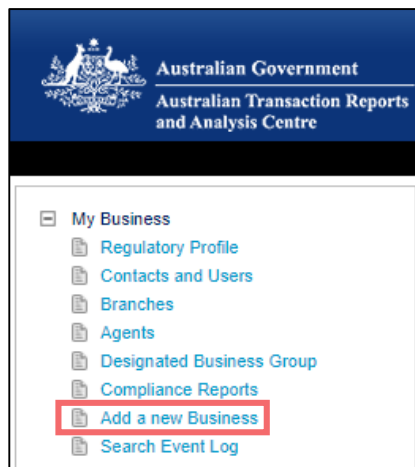 Australian Government
Australian Transaction Reports
and Analysis Centre
My Business
Regulatory Profile
Contacts and Users
Branches
Agents
Designated Business Group
Compliance Reports
Add a new Business
Search Event Log